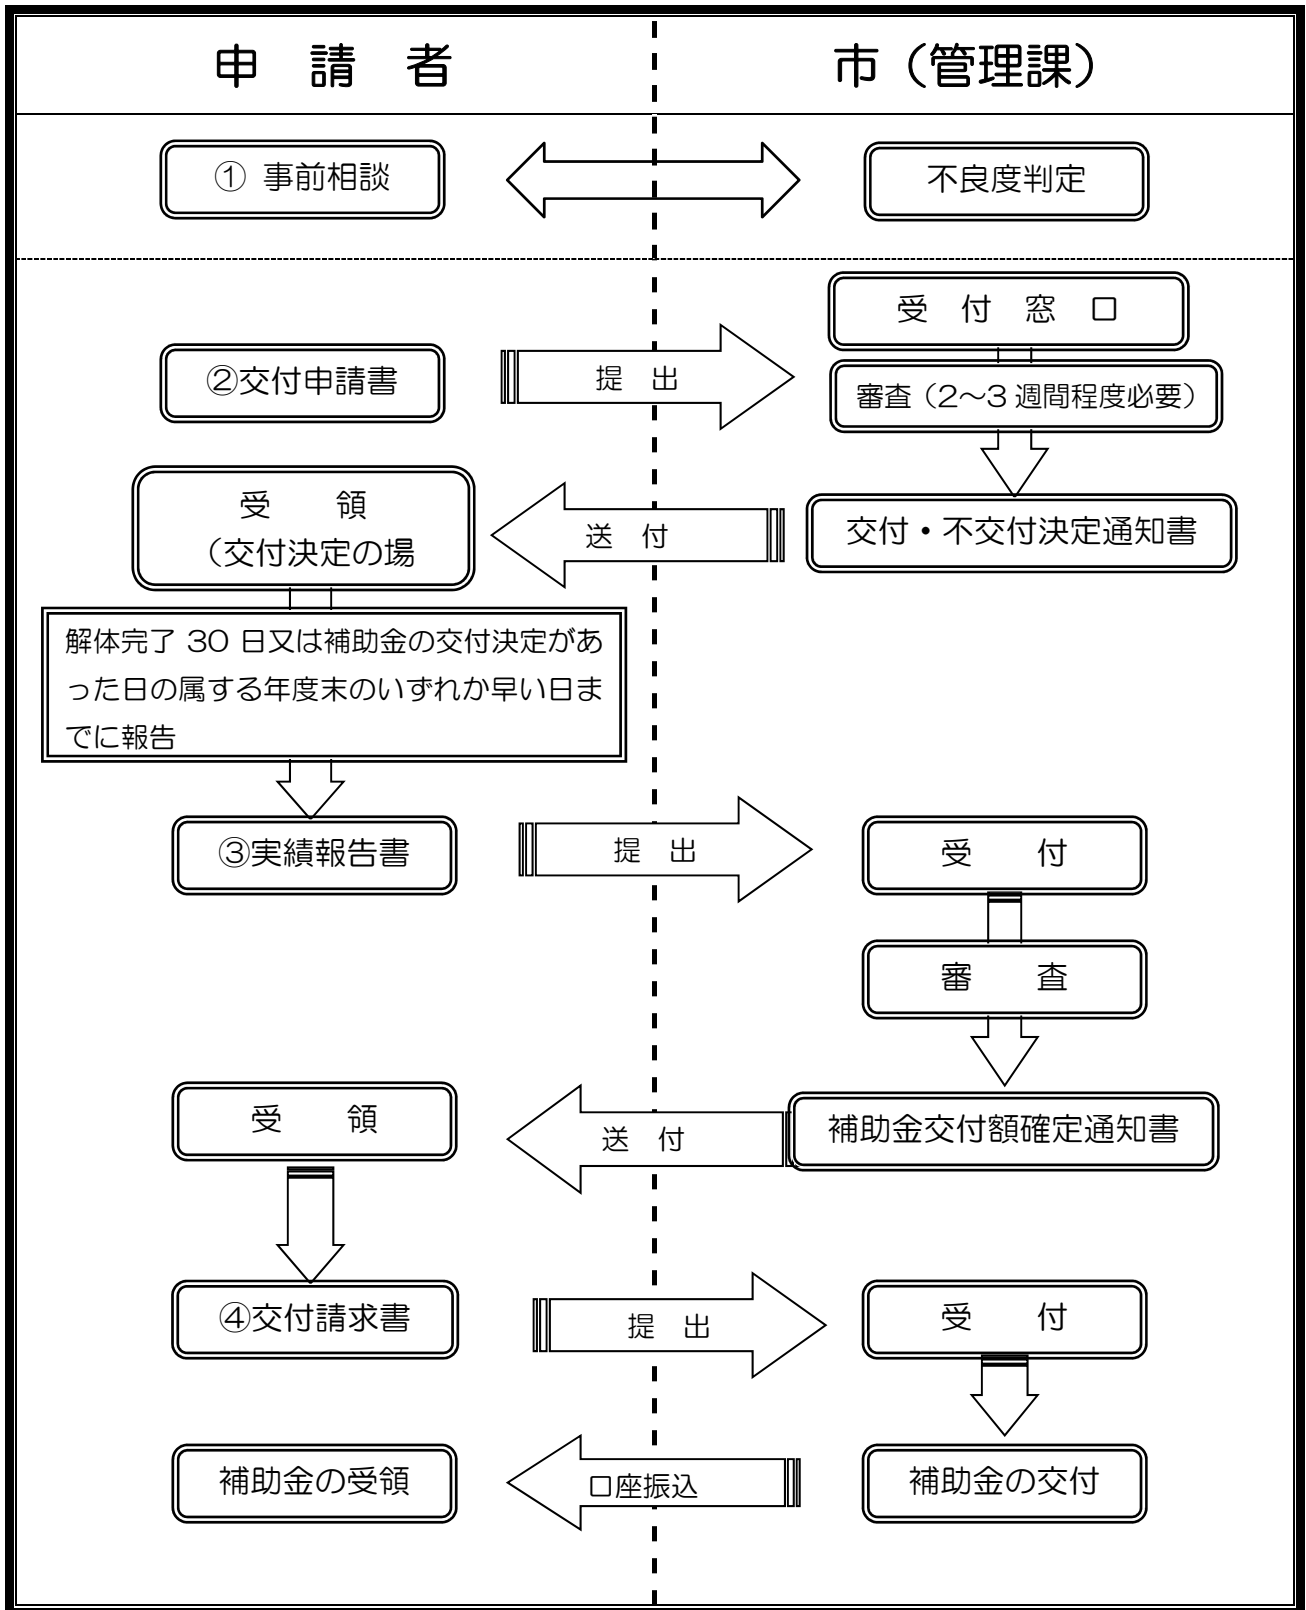 申　請　者
市（管理課）
① 事前相談
不良度判定
受　付　窓　口
②交付申請書
提　出
審査（2～3 週間程度必要）
受　　領
（交付決定の場
送　付
交付・不交付決定通知書
解体完了 30 日又は補助金の交付決定があ
った日の属する年度末のいずれか早い日ま
でに報告
③実績報告書
提　出
受　　付
審　　査
受　　領
送　付
補助金交付額確定通知書
④交付請求書
提　出
受　　付
補助金の受領
口座振込
補助金の交付